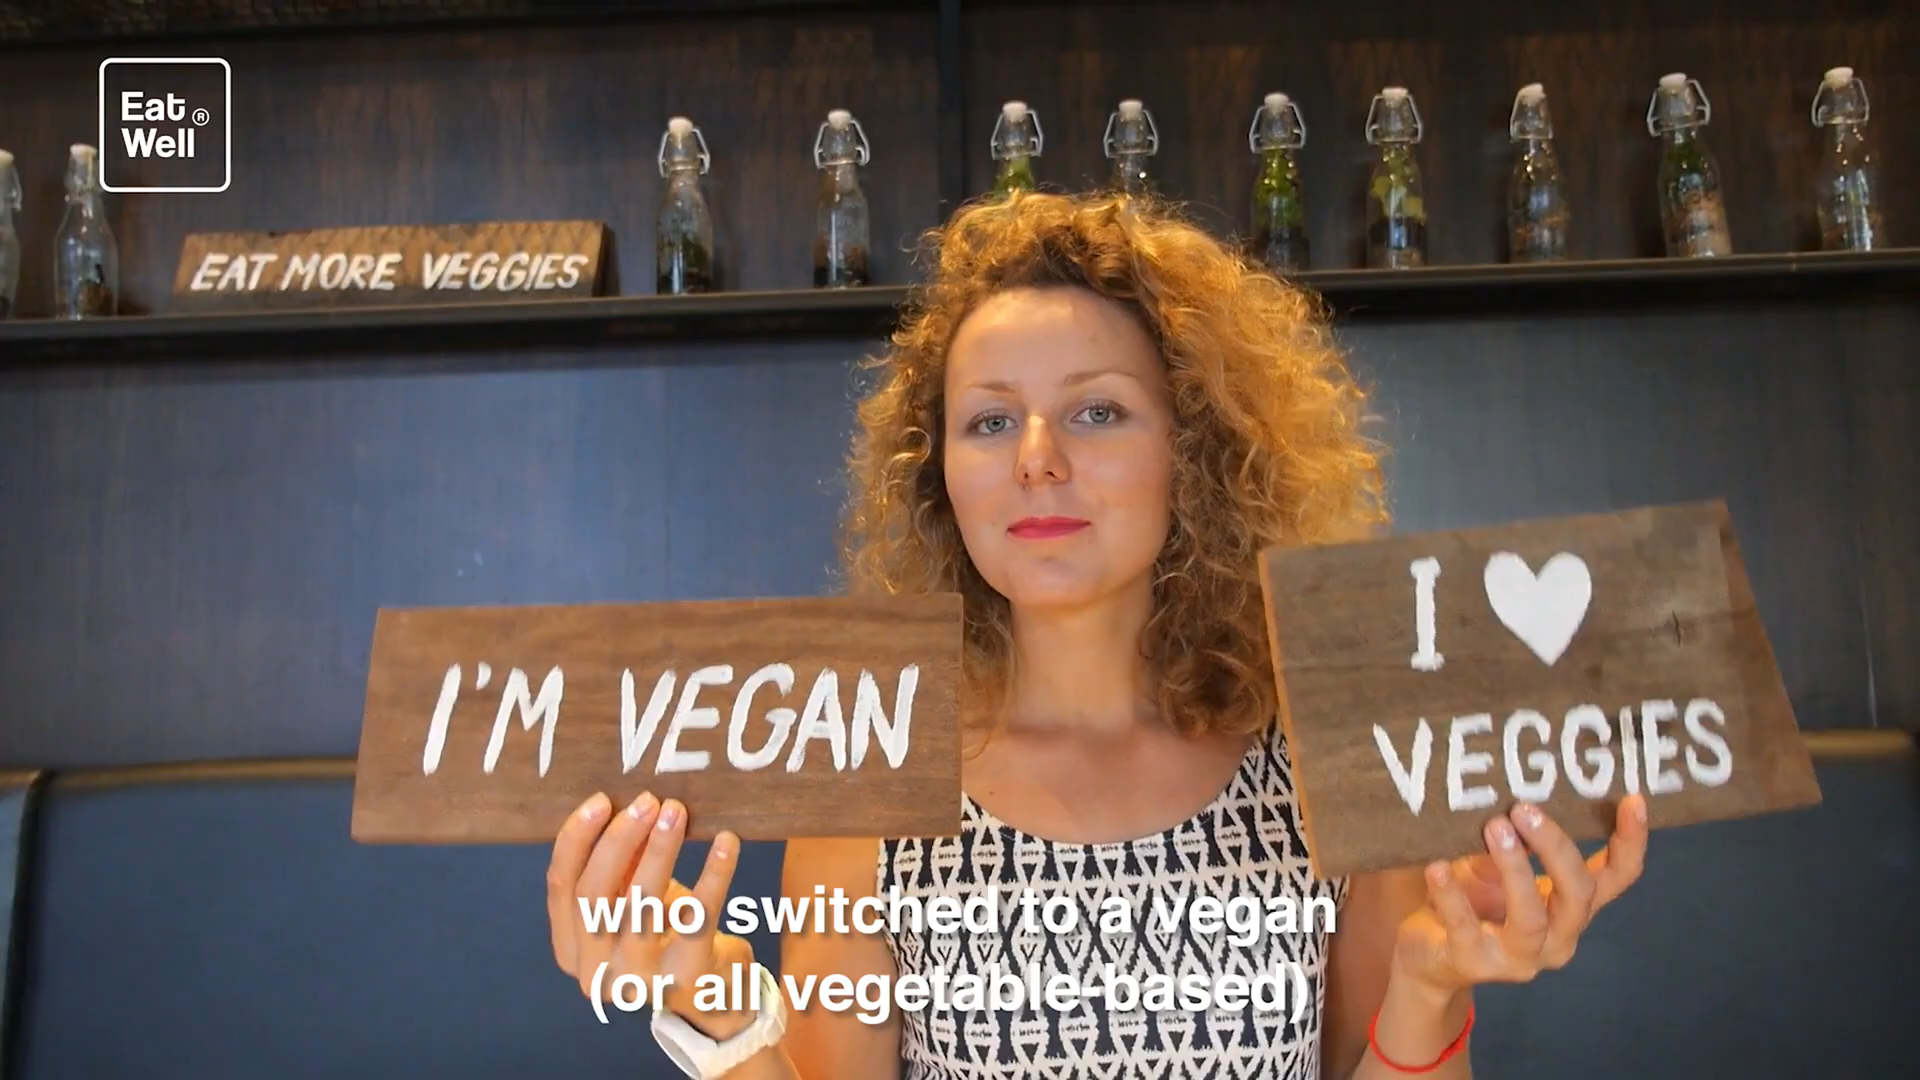 Eat ®
Well
EAT MORE VEGGIES
I'M VEGAN
I ♥
VEGGIES
who switched to a vegan
(or all vegetable-based)